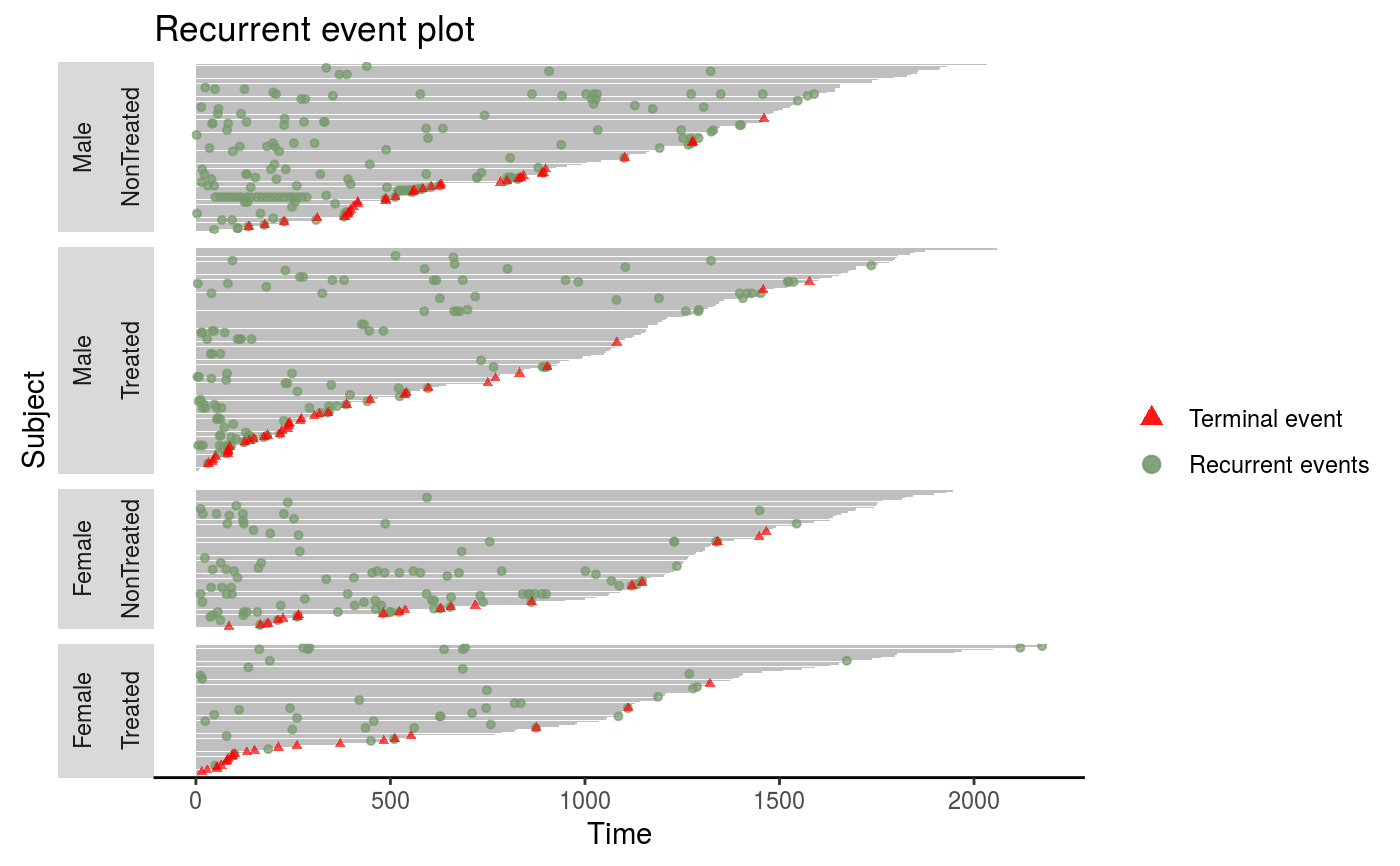 Recurrent event plot
Subject
Male
NonTreated
Male
Treated
Female
NonTreated
Female
Treated
Terminal event
Recurrent events
0 500 1000 1500 2000
Time